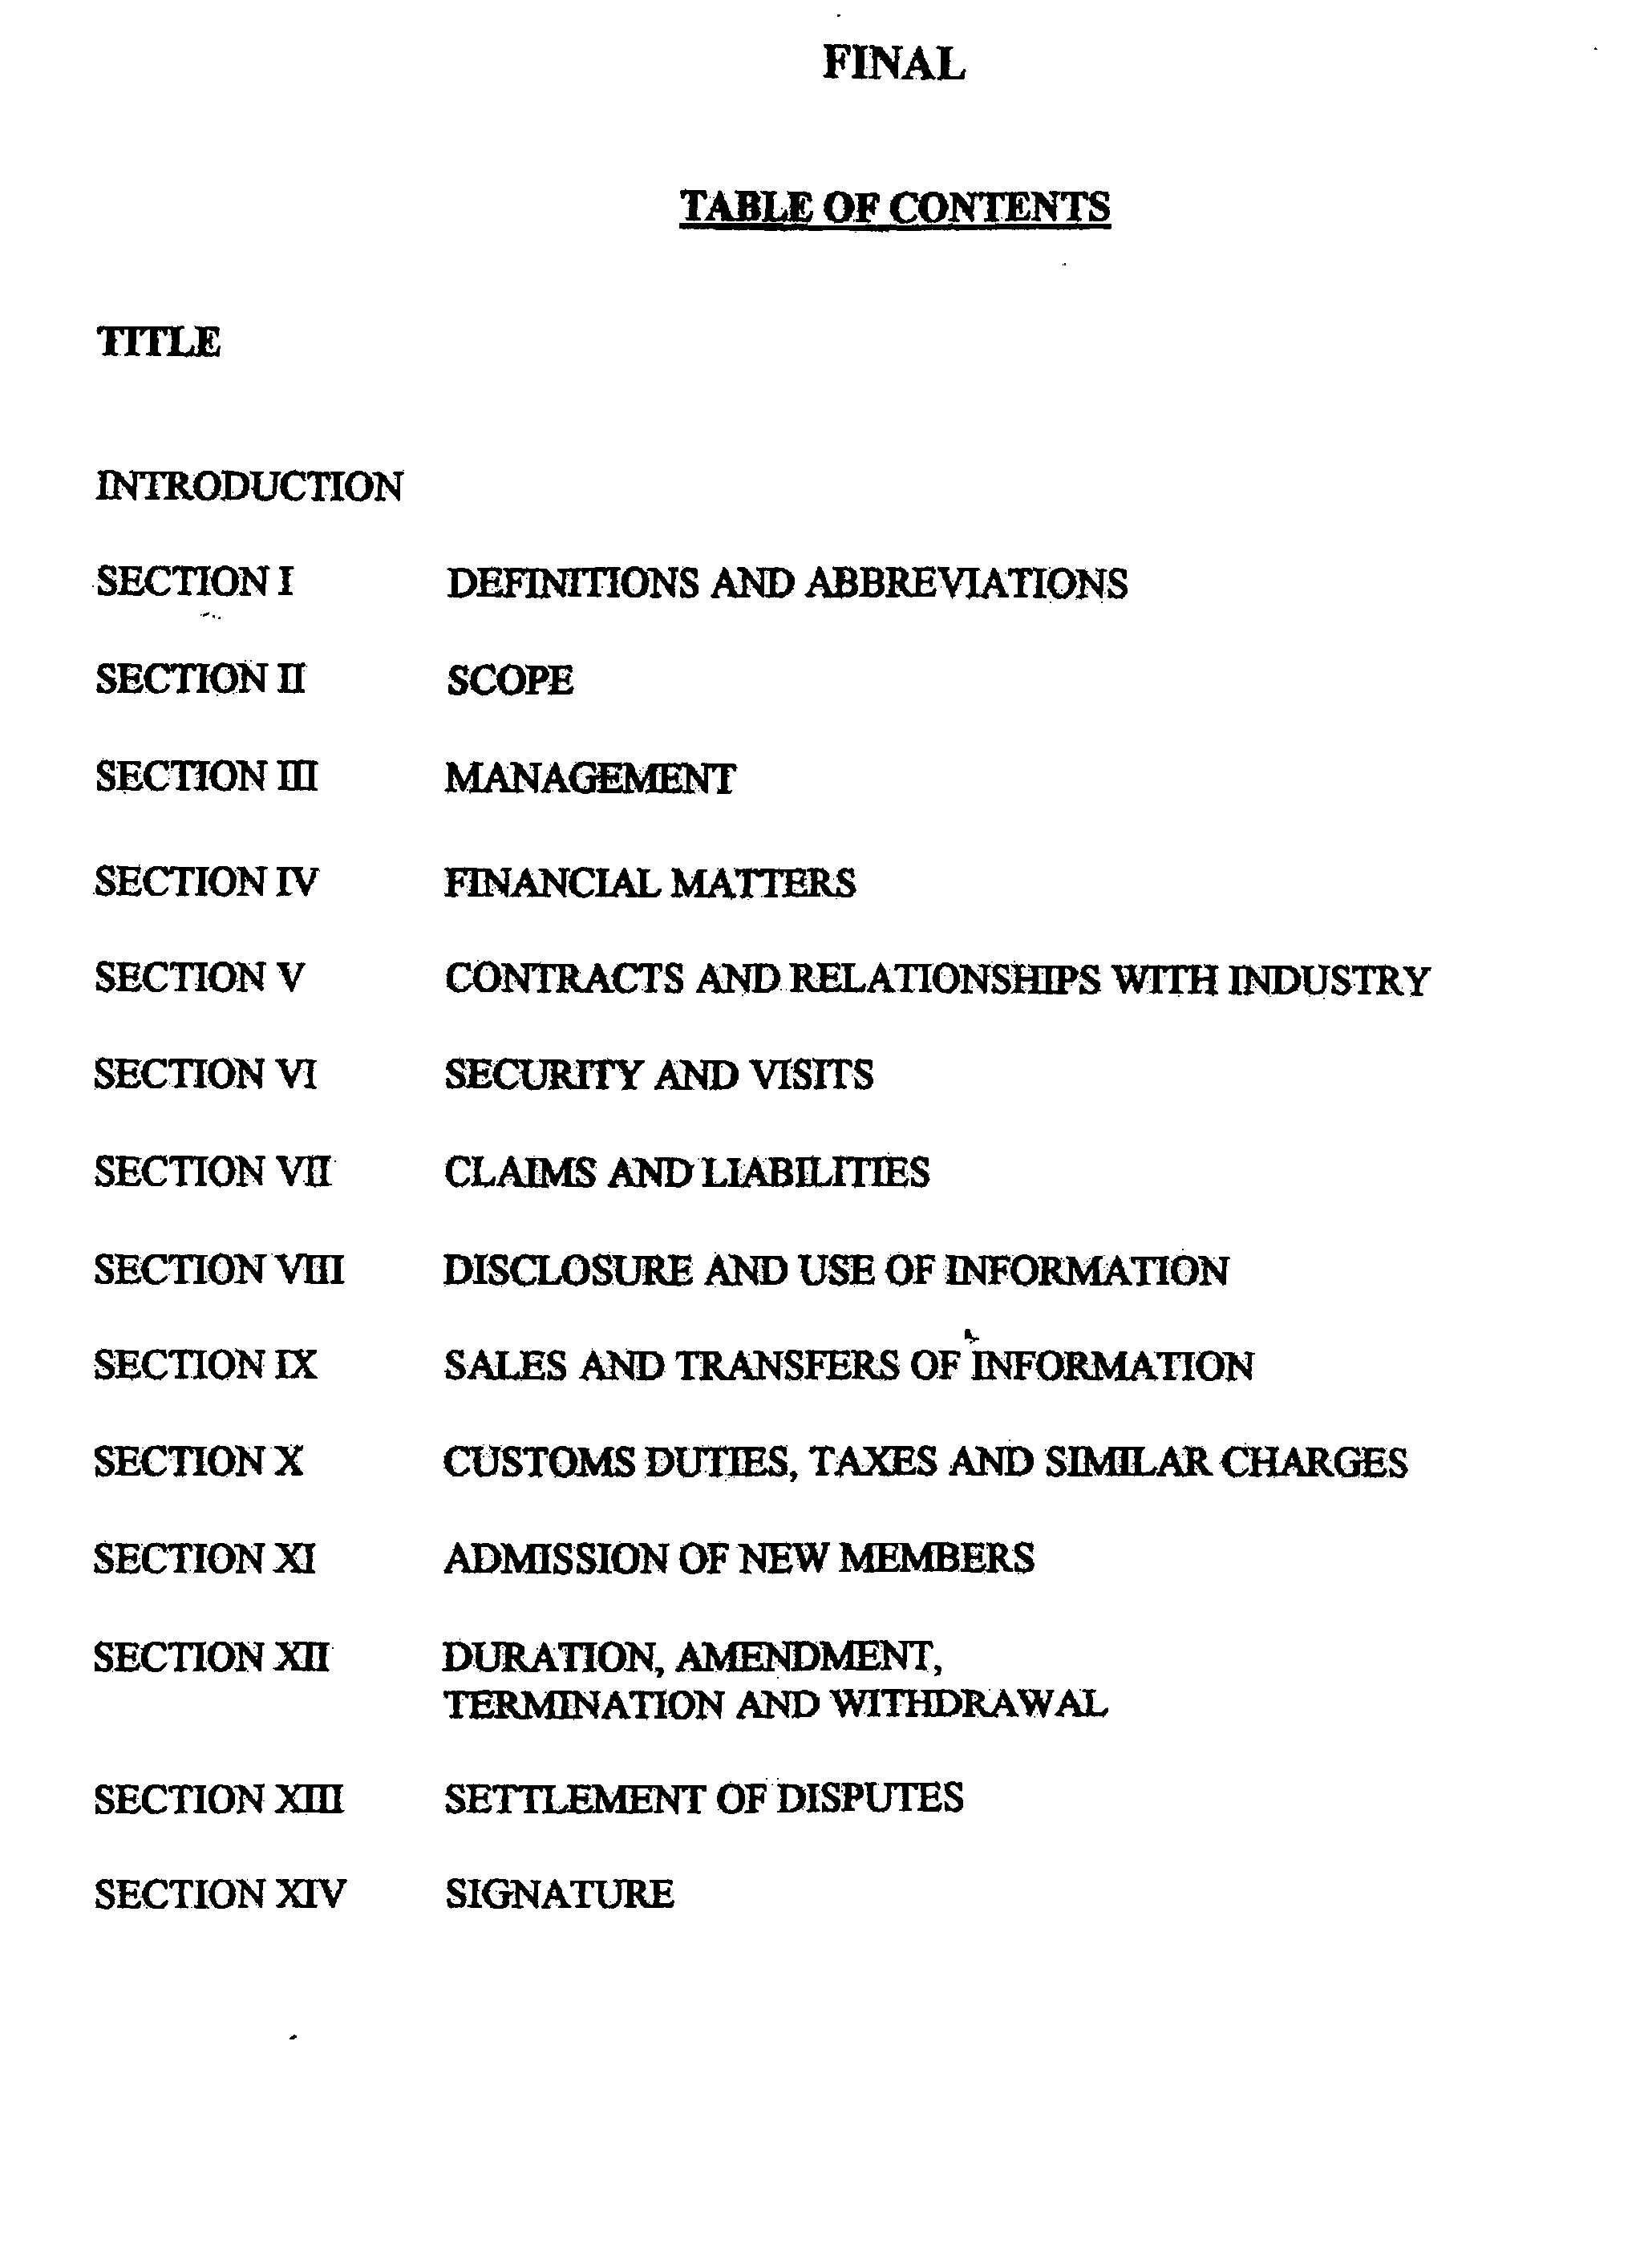 FINAL
TABLE OF CONTENTS
TITLE
INTRODUCTION
SECTION I DEFINITIONS AND ABBREVIATIONS
SECTION II SCOPE
SECTION III MANAGEMENT
SECTION IV FINANCIAL MATTERS
SECTION V CONTRACTS AND RELATIONSHIPS WITH INDUSTRY
SECTION VI SECURITY AND VISITS
SECTION VII CLAIMS AND LIABILITIES
SECTION VIII DISCLOSURE AND USE OF INFORMATION
SECTION IX SALES AND TRANSFERS OF INFORMATION
SECTION X CUSTOMS DUTIES, TAXES AND SIMILAR CHARGES
SECTION XI ADMISSION OF NEW MEMBERS
SECTION XII DURATION, AMENDMENT,
TERMINATION AND WITHDRAWAL
SECTION XIII SETTLEMENT OF DISPUTES
SECTION XIV SIGNATURE